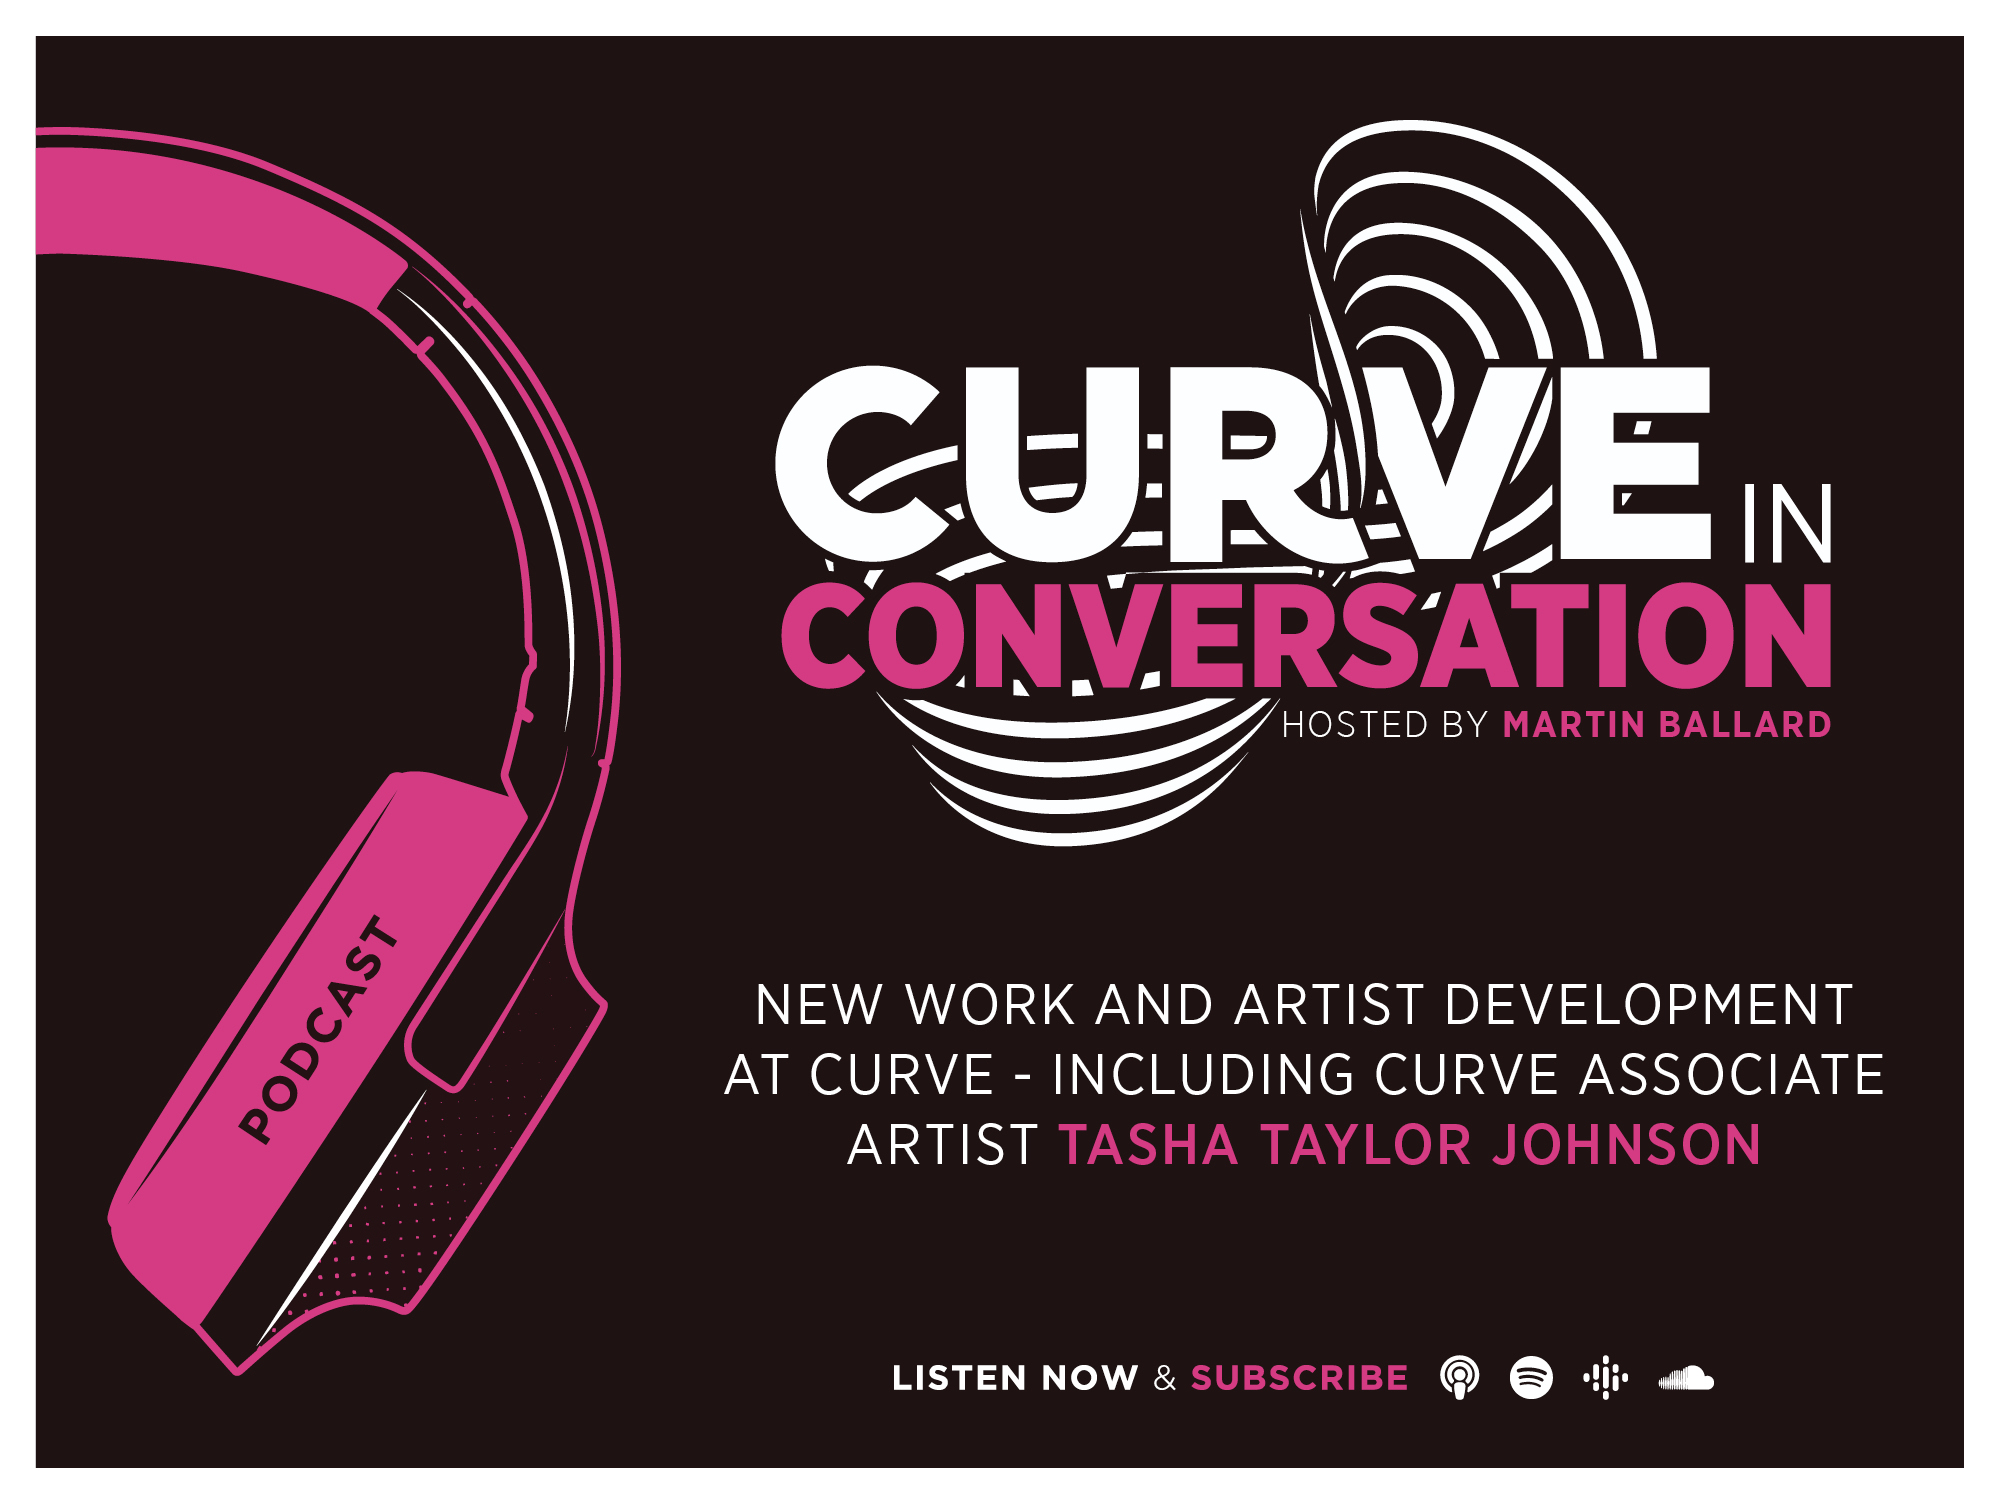 CURVE IN
CONVERSATION
HOSTED BY MARTIN BALLARD
PODCAST
NEW WORK AND ARTIST DEVELOPMENT
AT CURVE - INCLUDING CURVE ASSOCIATE
ARTIST TASHA TAYLOR JOHNSON
LISTEN NOW & SUBSCRIBE